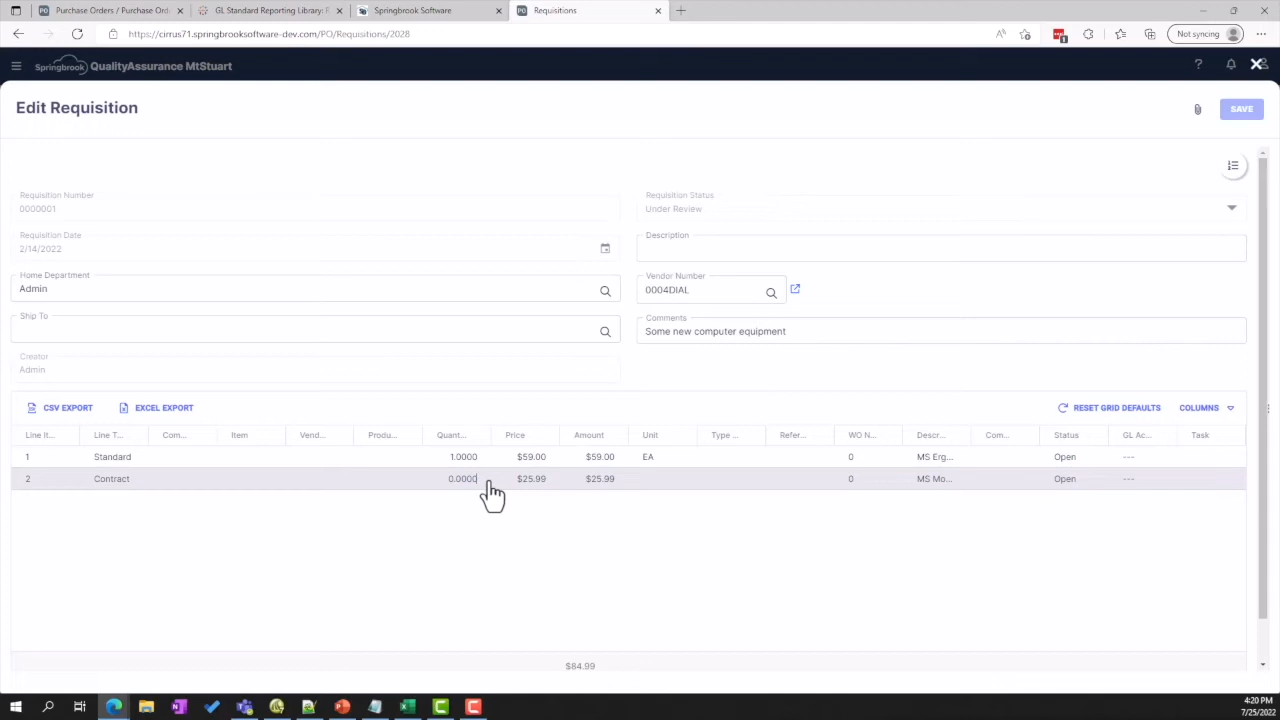 Purchase Orders / Purchase Ord
GL Standard Reporting Library: F
Springbrook Software
Requisitions
https://cirrus71.springbrooksoftware-dev.com/PO/Requisitions/2028
Not syncing
Springbrook QualityAssurance MtStuart
Edit Requisition
SAVE
Requisition Number
0000001
Requisition Status
Under Review
Requisition Date
2/14/2022
Description
Home Department
Admin
Vendor Number
0004DIAL
Ship To
Comments
Some new computer equipment
Creator
Admin
CSV EXPORT EXCEL EXPORT RESET GRID DEFAULTS COLUMNS
Line It... Line T... Com... Item Vend... Produ... Quant... Price Amount Unit Type ... Refer... WO N... Descr... Com... Status GL Ac... Task
1 Standard 1.0000 $59.00 $59.00 EA 0 MS Erg... Open ---
2 Contract 0.0000 $25.99 $25.99 0 MS Mo... Open ---
$84.99
4:20 PM
7/25/2022